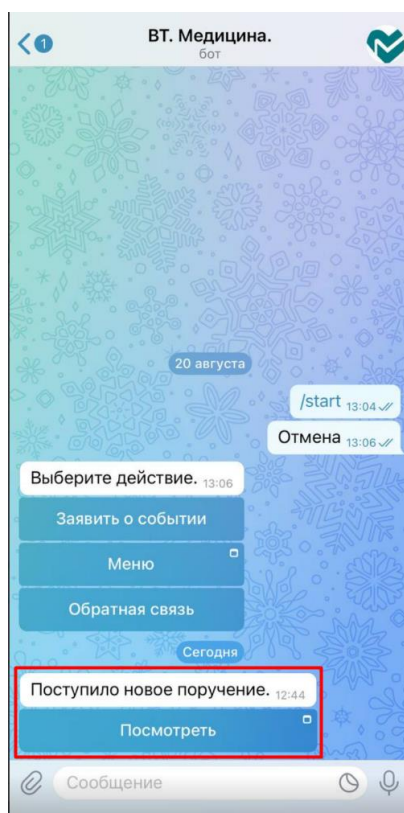 1
ВТ. Медицина.
бот
20 августа
/start 13:04
Отмена 13:06
Выберите действие. 13:06
Заявить о событии
Меню
Обратная связь
Сегодня
Поступило новое поручение. 12:44
Посмотреть
Сообщение